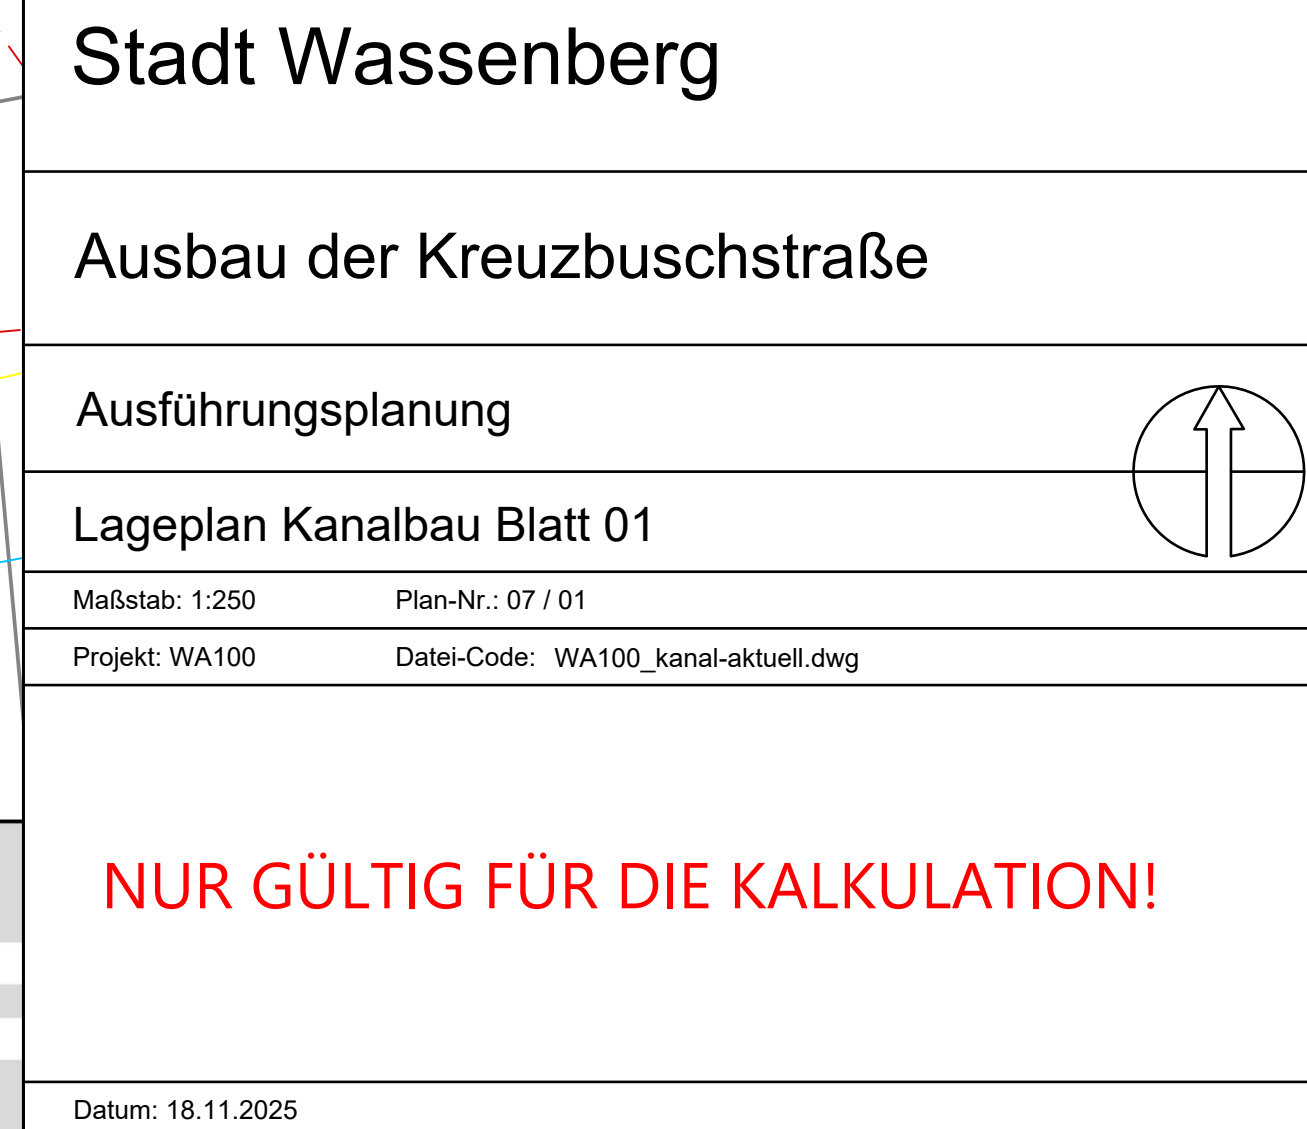 Stadt Wassenberg
Ausbau der Kreuzbuschstraße
Ausführungsplanung
Lageplan Kanalbau Blatt 01
Maßstab: 1:250 Plan-Nr.: 07 / 01
Projekt: WA100 Datei-Code: WA100_kanal-aktuell.dwg
NUR GÜLTIG FÜR DIE KALKULATION!
Datum: 18.11.2025